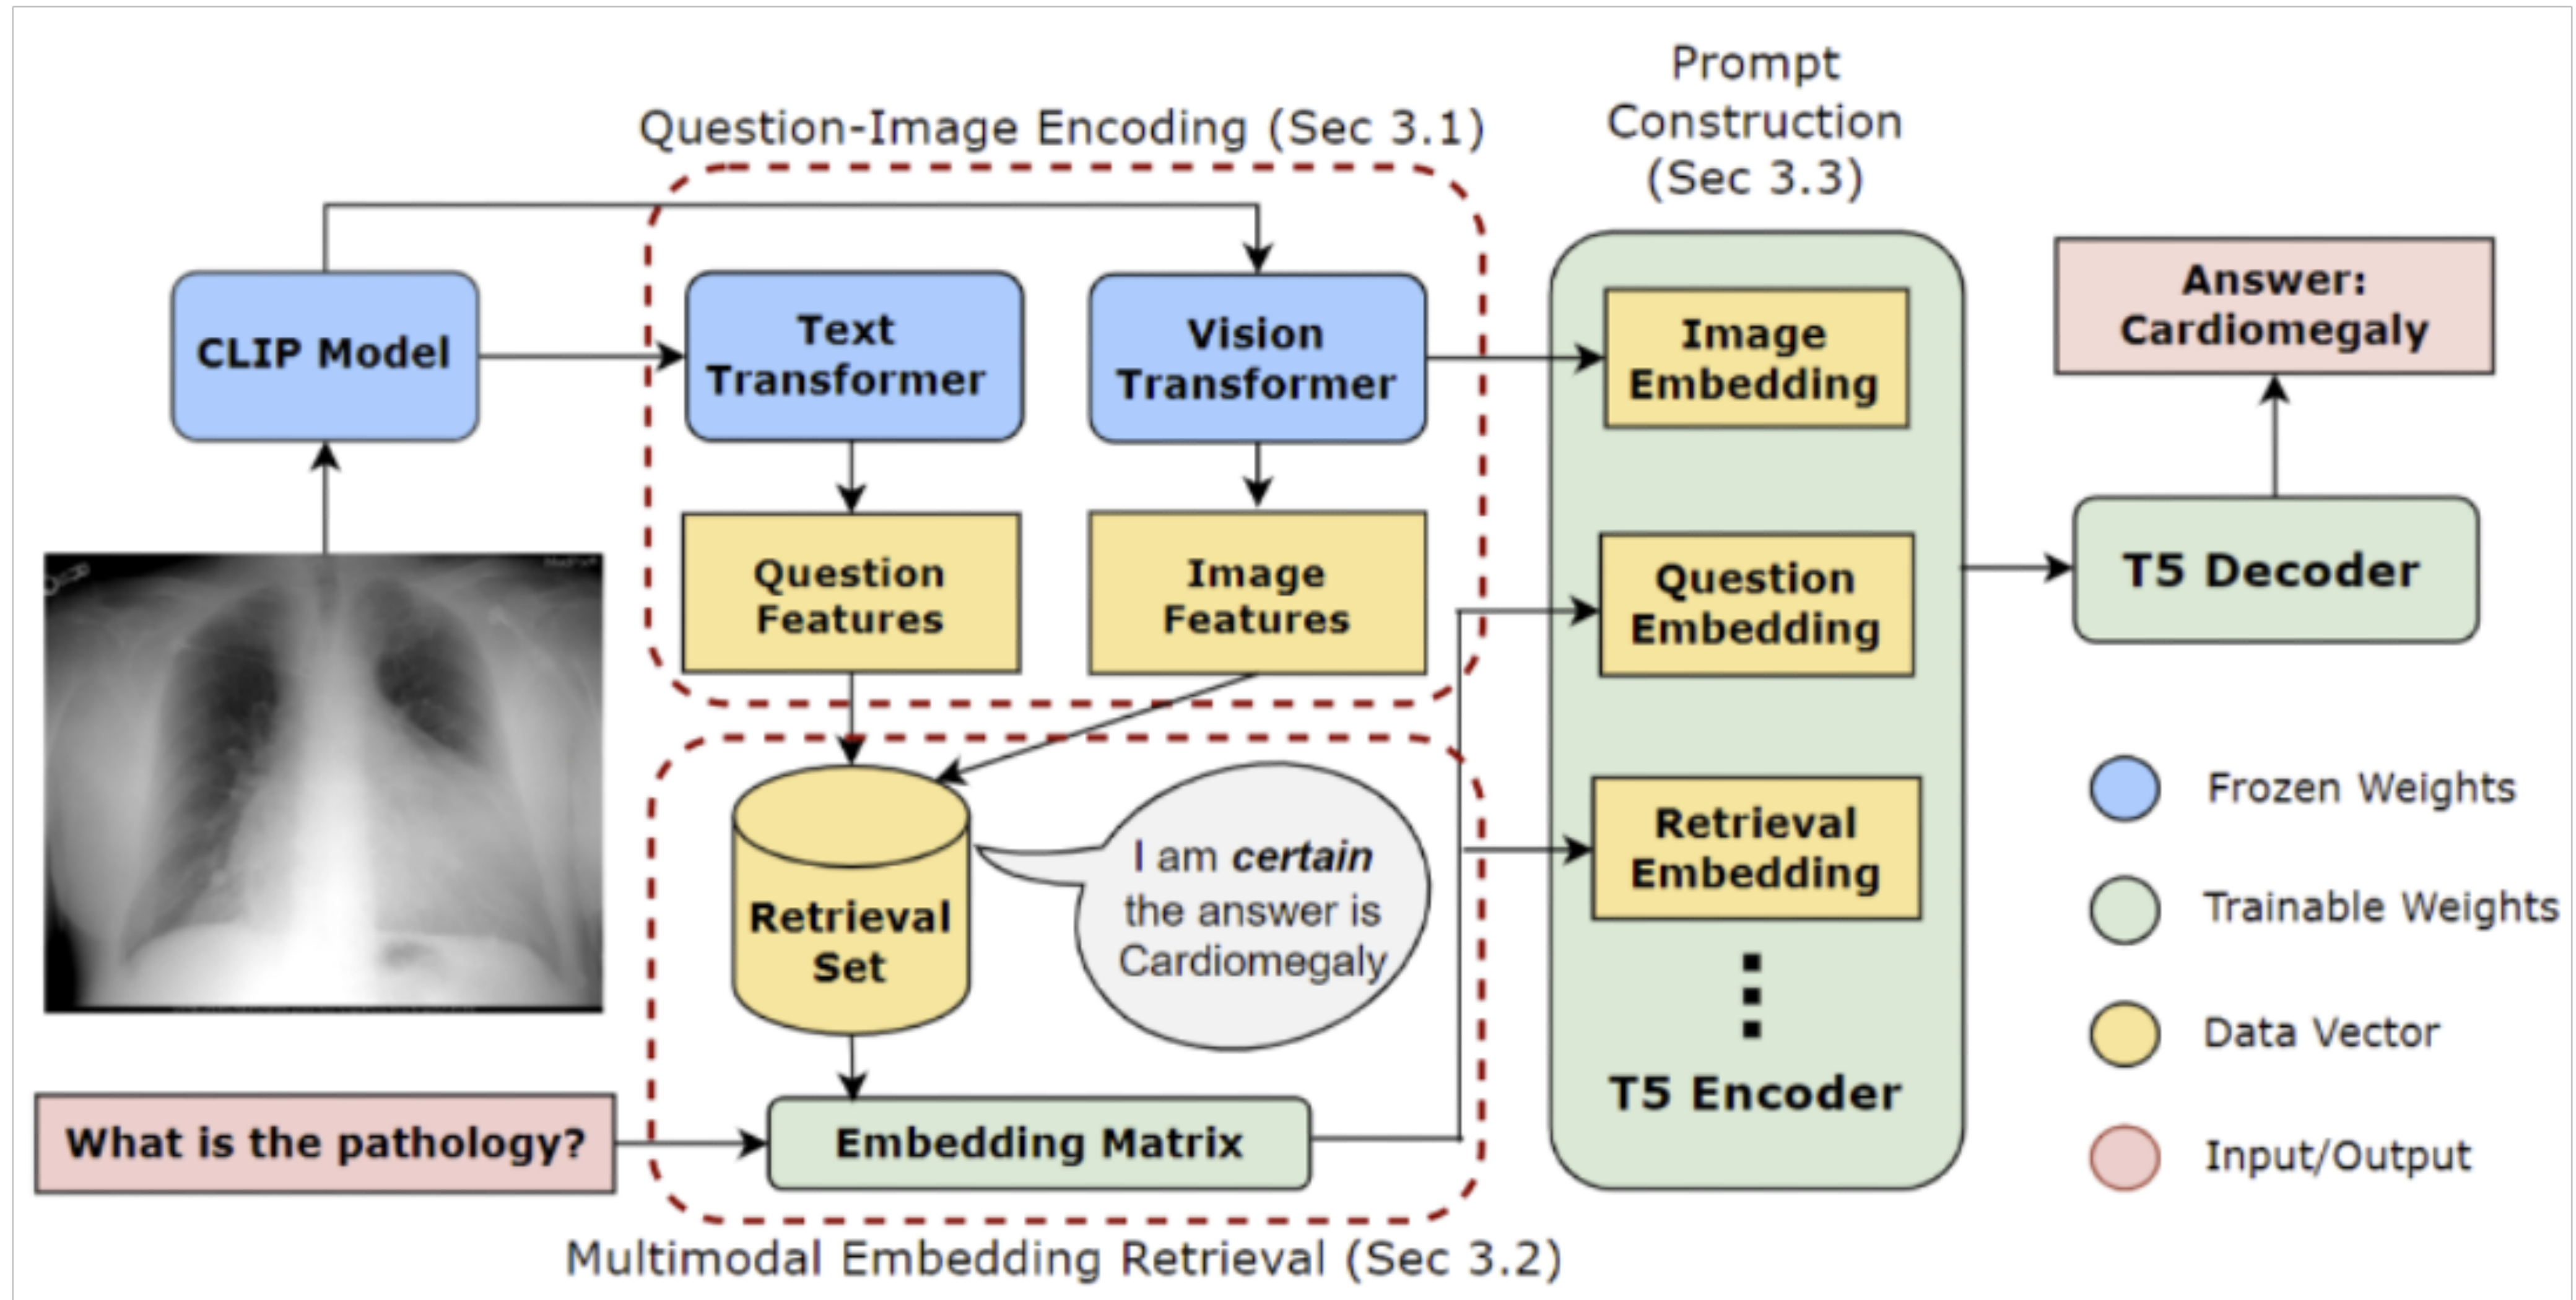 Question-Image Encoding (Sec 3.1)
Prompt
Construction
(Sec 3.3)
CLIP Model
Text
Transformer
Vision
Transformer
Image
Embedding
Answer:
Cardiomegaly
Question
Features
Image
Features
Question
Embedding
T5 Decoder
Retrieval
Set
I am certain
the answer is
Cardiomegaly
Retrieval
Embedding
T5 Encoder
What is the pathology?
Embedding Matrix
Multimodal Embedding Retrieval (Sec 3.2)
Frozen Weights
Trainable Weights
Data Vector
Input/Output